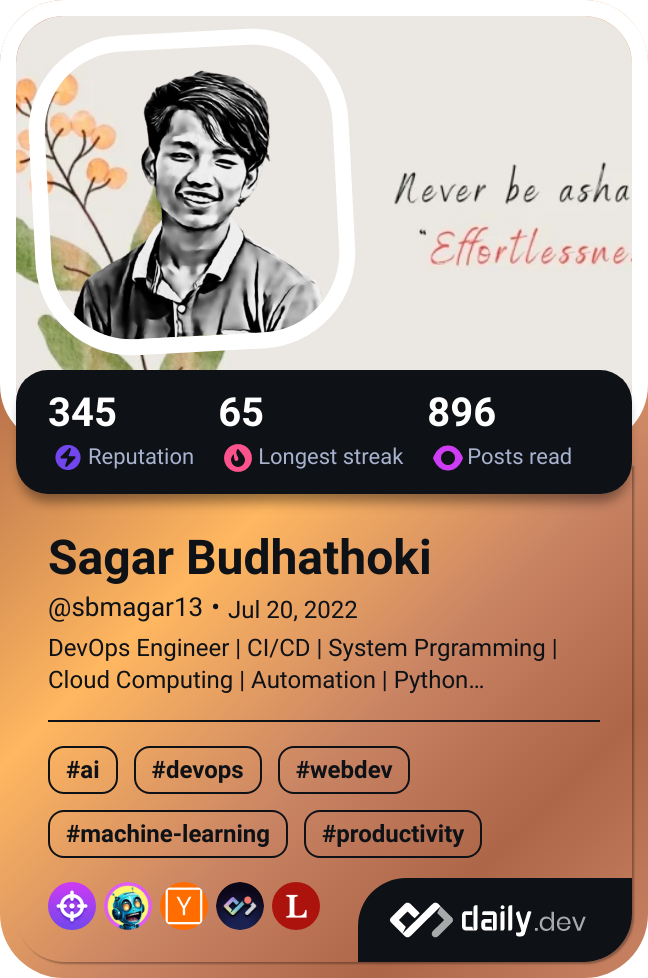 Never be asha
"Effortlessne
345 65 896
Reputation Longest streak Posts read
Sagar Budhathoki
@sbmagar13 • Jul 20, 2022
DevOps Engineer | CI/CD | System Prgramming |
Cloud Computing | Automation | Python...
#ai #devops #webdev
#machine-learning #productivity
Y L
daily.dev